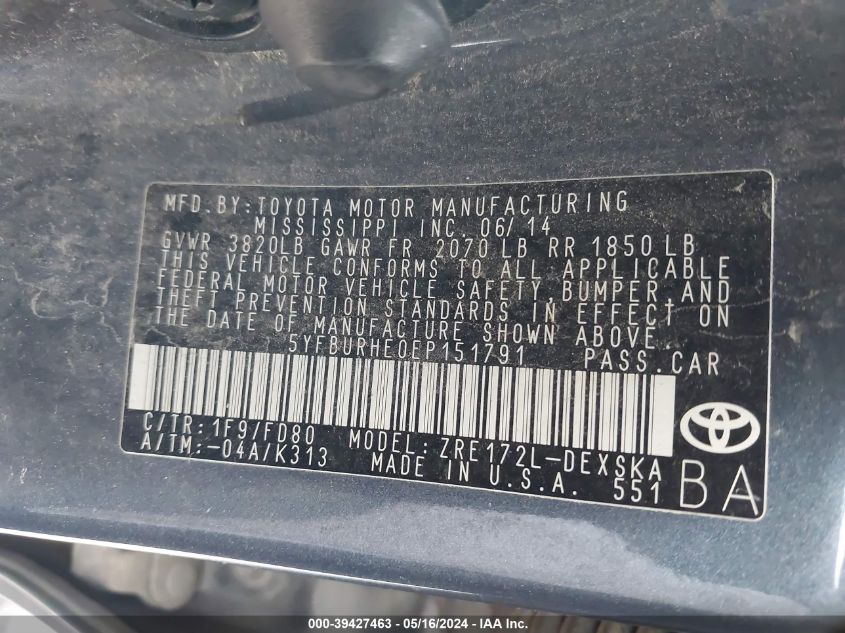 MFD. BY: TOYOTA MOTOR MANUFACTURING
MISSISSIPPI INC. 06/14
GVWR 3820LB GAWR FR 2070 LB RR 1850 LB
THIS VEHICLE CONFORMS TO ALL APPLICABLE
FEDERAL MOTOR VEHICLE SAFETY, BUMPER, AND
THEFT PREVENTION STANDARDS IN EFFECT ON
THE DATE OF MANUFACTURE SHOWN ABOVE.
5YFBURHE0EP151791 PASS. CAR
C/TR: 1F9/FD80 MODEL: ZRE172L-DEXSKA
A/TM: -04A/K313 MADE IN U.S.A. 551
BA
000-39427463 - 05/16/2024 - IAA Inc.